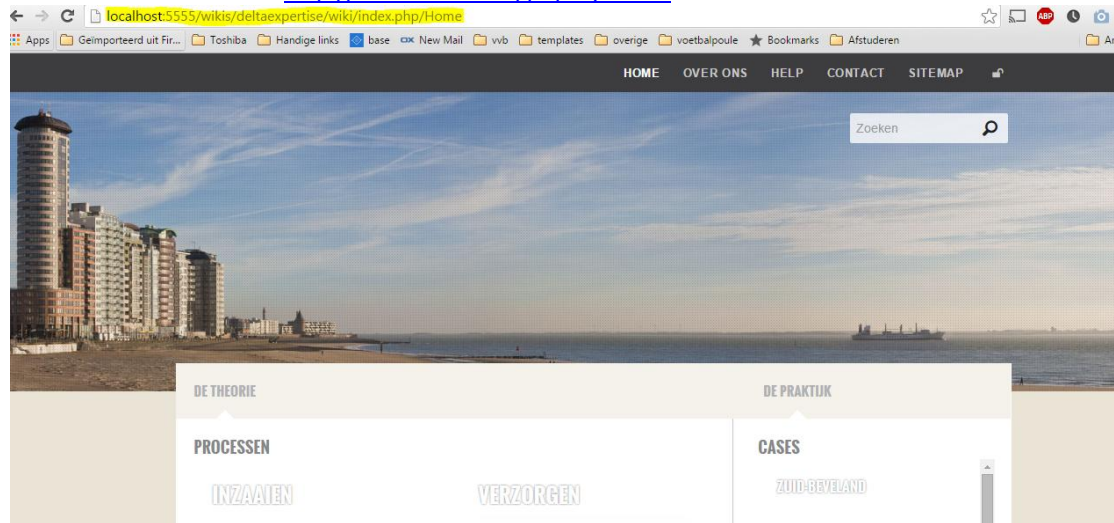 localhost:5555/wikis/deltaexpertise/wiki/index.php/Home
Apps Geïmporteerd uit Fir... Toshiba Handige links base New Mail vvb templates overige voetbalpoule Bookmarks Afstuderen
ABP
HOME OVER ONS HELP CONTACT SITEMAP
Zoeken
DE THEORIE DE PRAKTIJK
PROCESSEN CASES
INZAAIEN VERZORGEN ZUID-BEVELAND